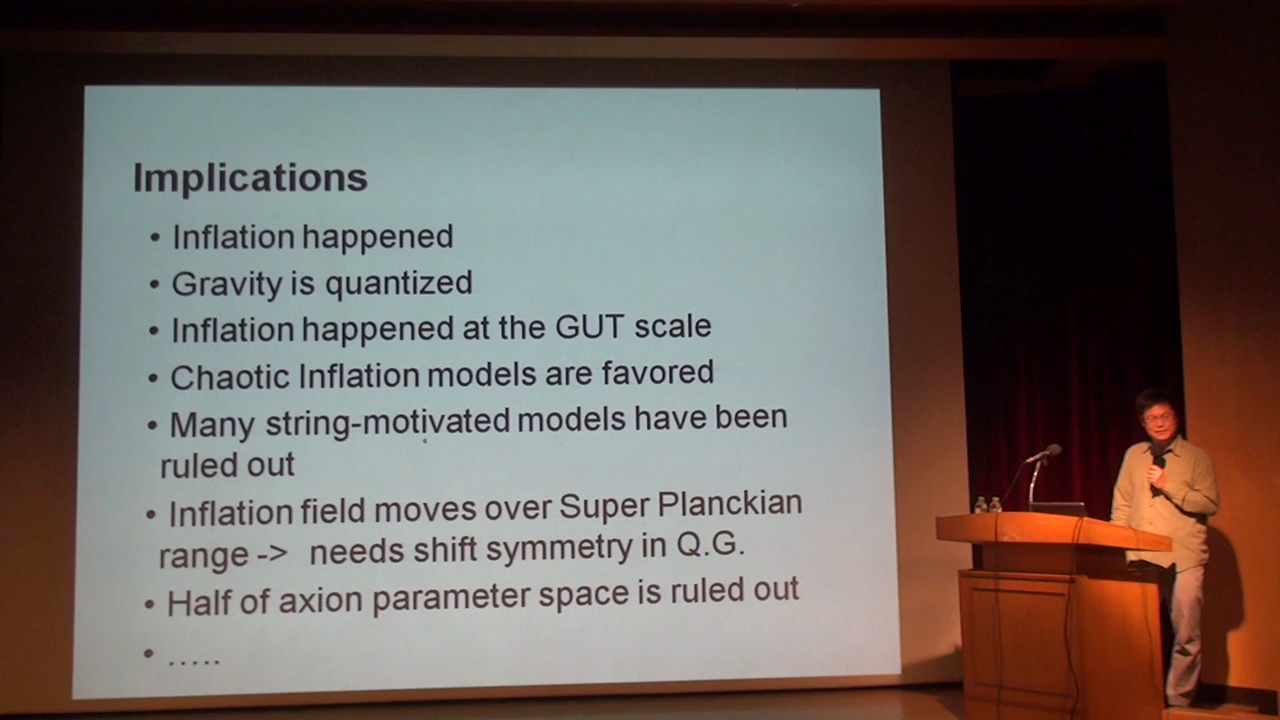 Implications
• Inflation happened
• Gravity is quantized
• Inflation happened at the GUT scale
• Chaotic Inflation models are favored
• Many string-motivated models have been
ruled out
• Inflation field moves over Super Planckian
range -> needs shift symmetry in Q.G.
• Half of axion parameter space is ruled out
• .....